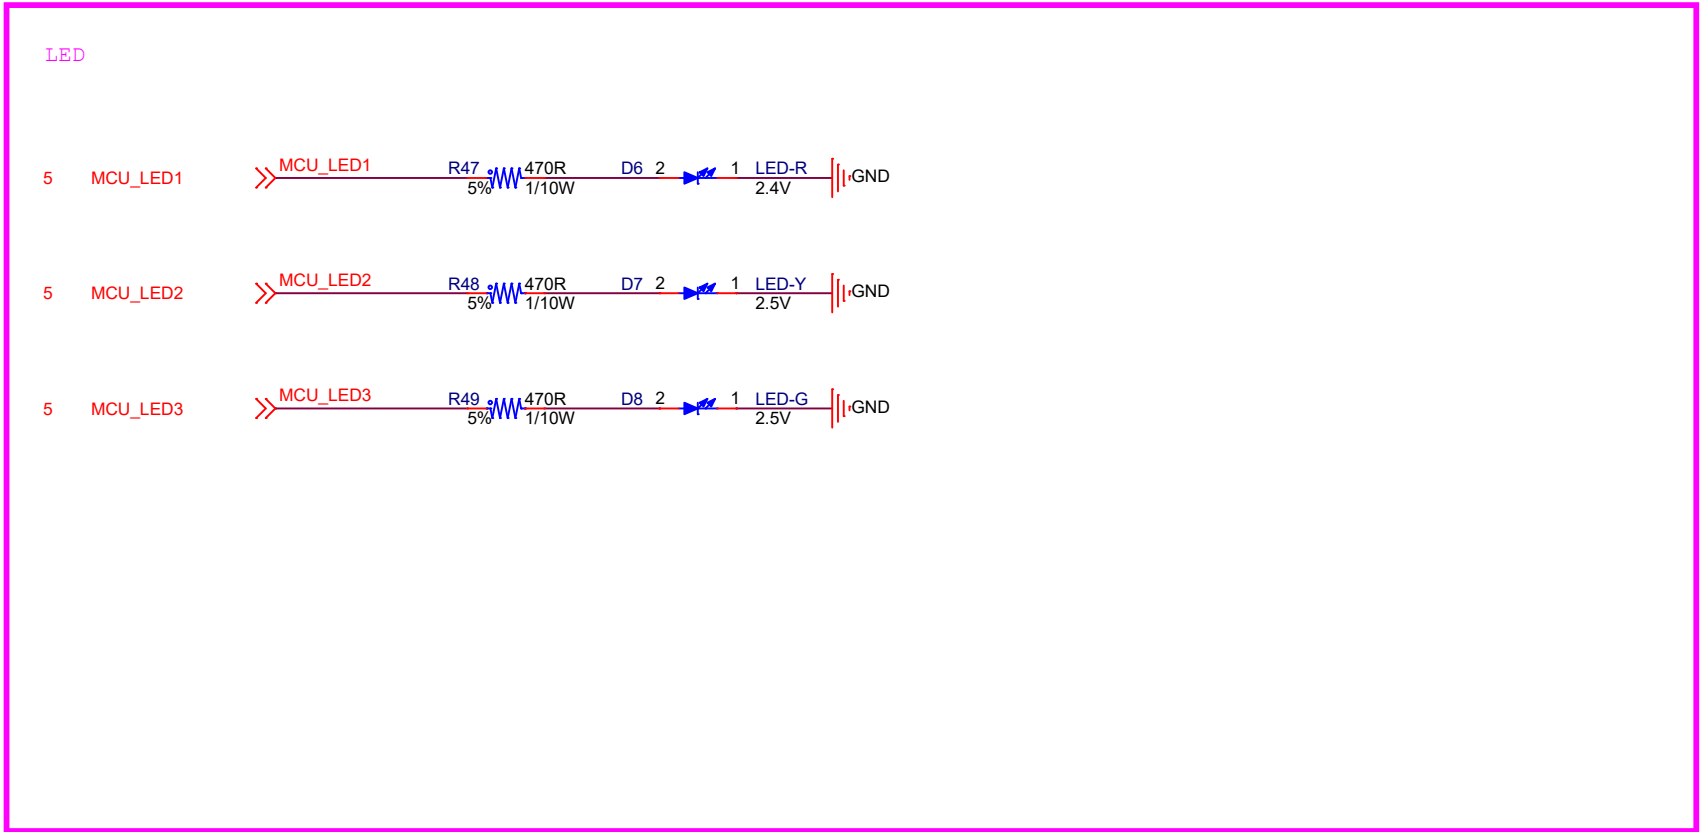 LED
5 MCU_LED1 MCU_LED1 R47 470R D6 2 1 LED-R GND
5% 1/10W 2.4V
5 MCU_LED2 MCU_LED2 R48 470R D7 2 1 LED-Y GND
5% 1/10W 2.5V
5 MCU_LED3 MCU_LED3 R49 470R D8 2 1 LED-G GND
5% 1/10W 2.5V